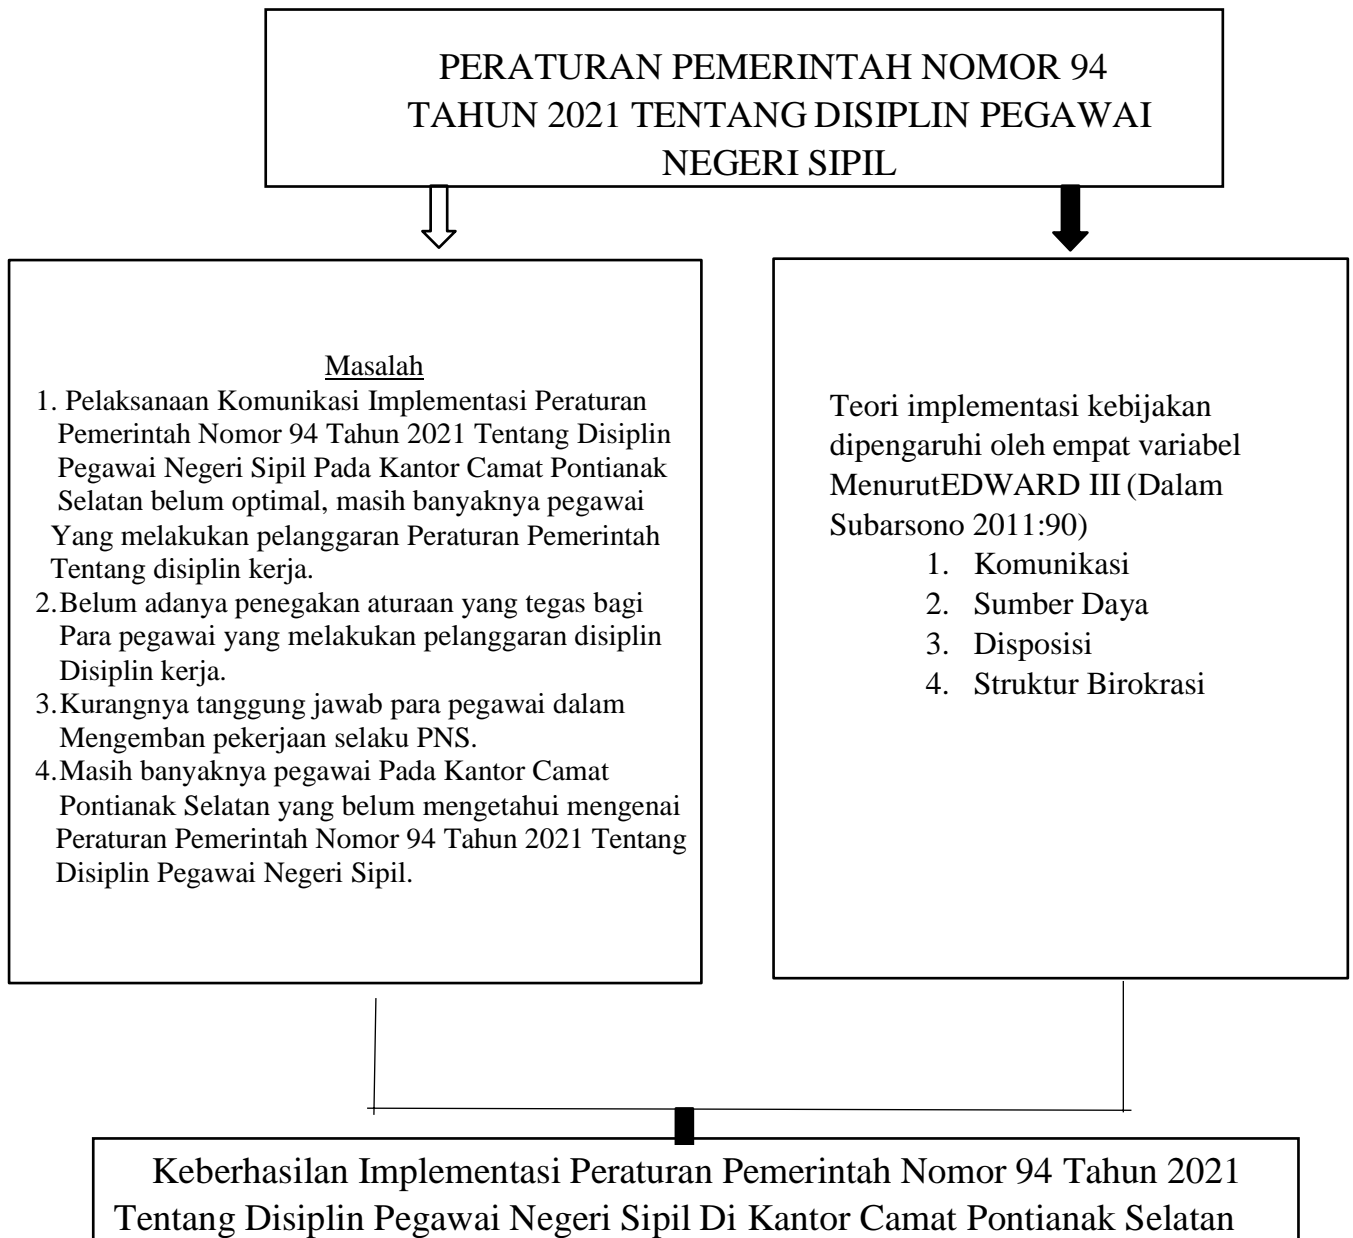 PERATURAN PEMERINTAH NOMOR 94
TAHUN 2021 TENTANG DISIPLIN PEGAWAI
NEGERI SIPIL
Masalah
1. Pelaksanaan Komunikasi Implementasi Peraturan
Pemerintah Nomor 94 Tahun 2021 Tentang Disiplin
Pegawai Negeri Sipil Pada Kantor Camat Pontianak
Selatan belum optimal, masih banyaknya pegawai
Yang melakukan pelanggaran Peraturan Pemerintah
Tentang disiplin kerja.
2.Belum adanya penegakan aturaan yang tegas bagi
Para pegawai yang melakukan pelanggaran disiplin
Disiplin kerja.
3.Kurangnya tanggung jawab para pegawai dalam
Mengemban pekerjaan selaku PNS.
4.Masih banyaknya pegawai Pada Kantor Camat
Pontianak Selatan yang belum mengetahui mengenai
Peraturan Pemerintah Nomor 94 Tahun 2021 Tentang
Disiplin Pegawai Negeri Sipil.
Teori implementasi kebijakan
dipengaruhi oleh empat variabel
MenurutEDWARD III (Dalam
Subarsono 2011:90)
1. Komunikasi
2. Sumber Daya
3. Disposisi
4. Struktur Birokrasi
Keberhasilan Implementasi Peraturan Pemerintah Nomor 94 Tahun 2021
Tentang Disiplin Pegawai Negeri Sipil Di Kantor Camat Pontianak Selatan